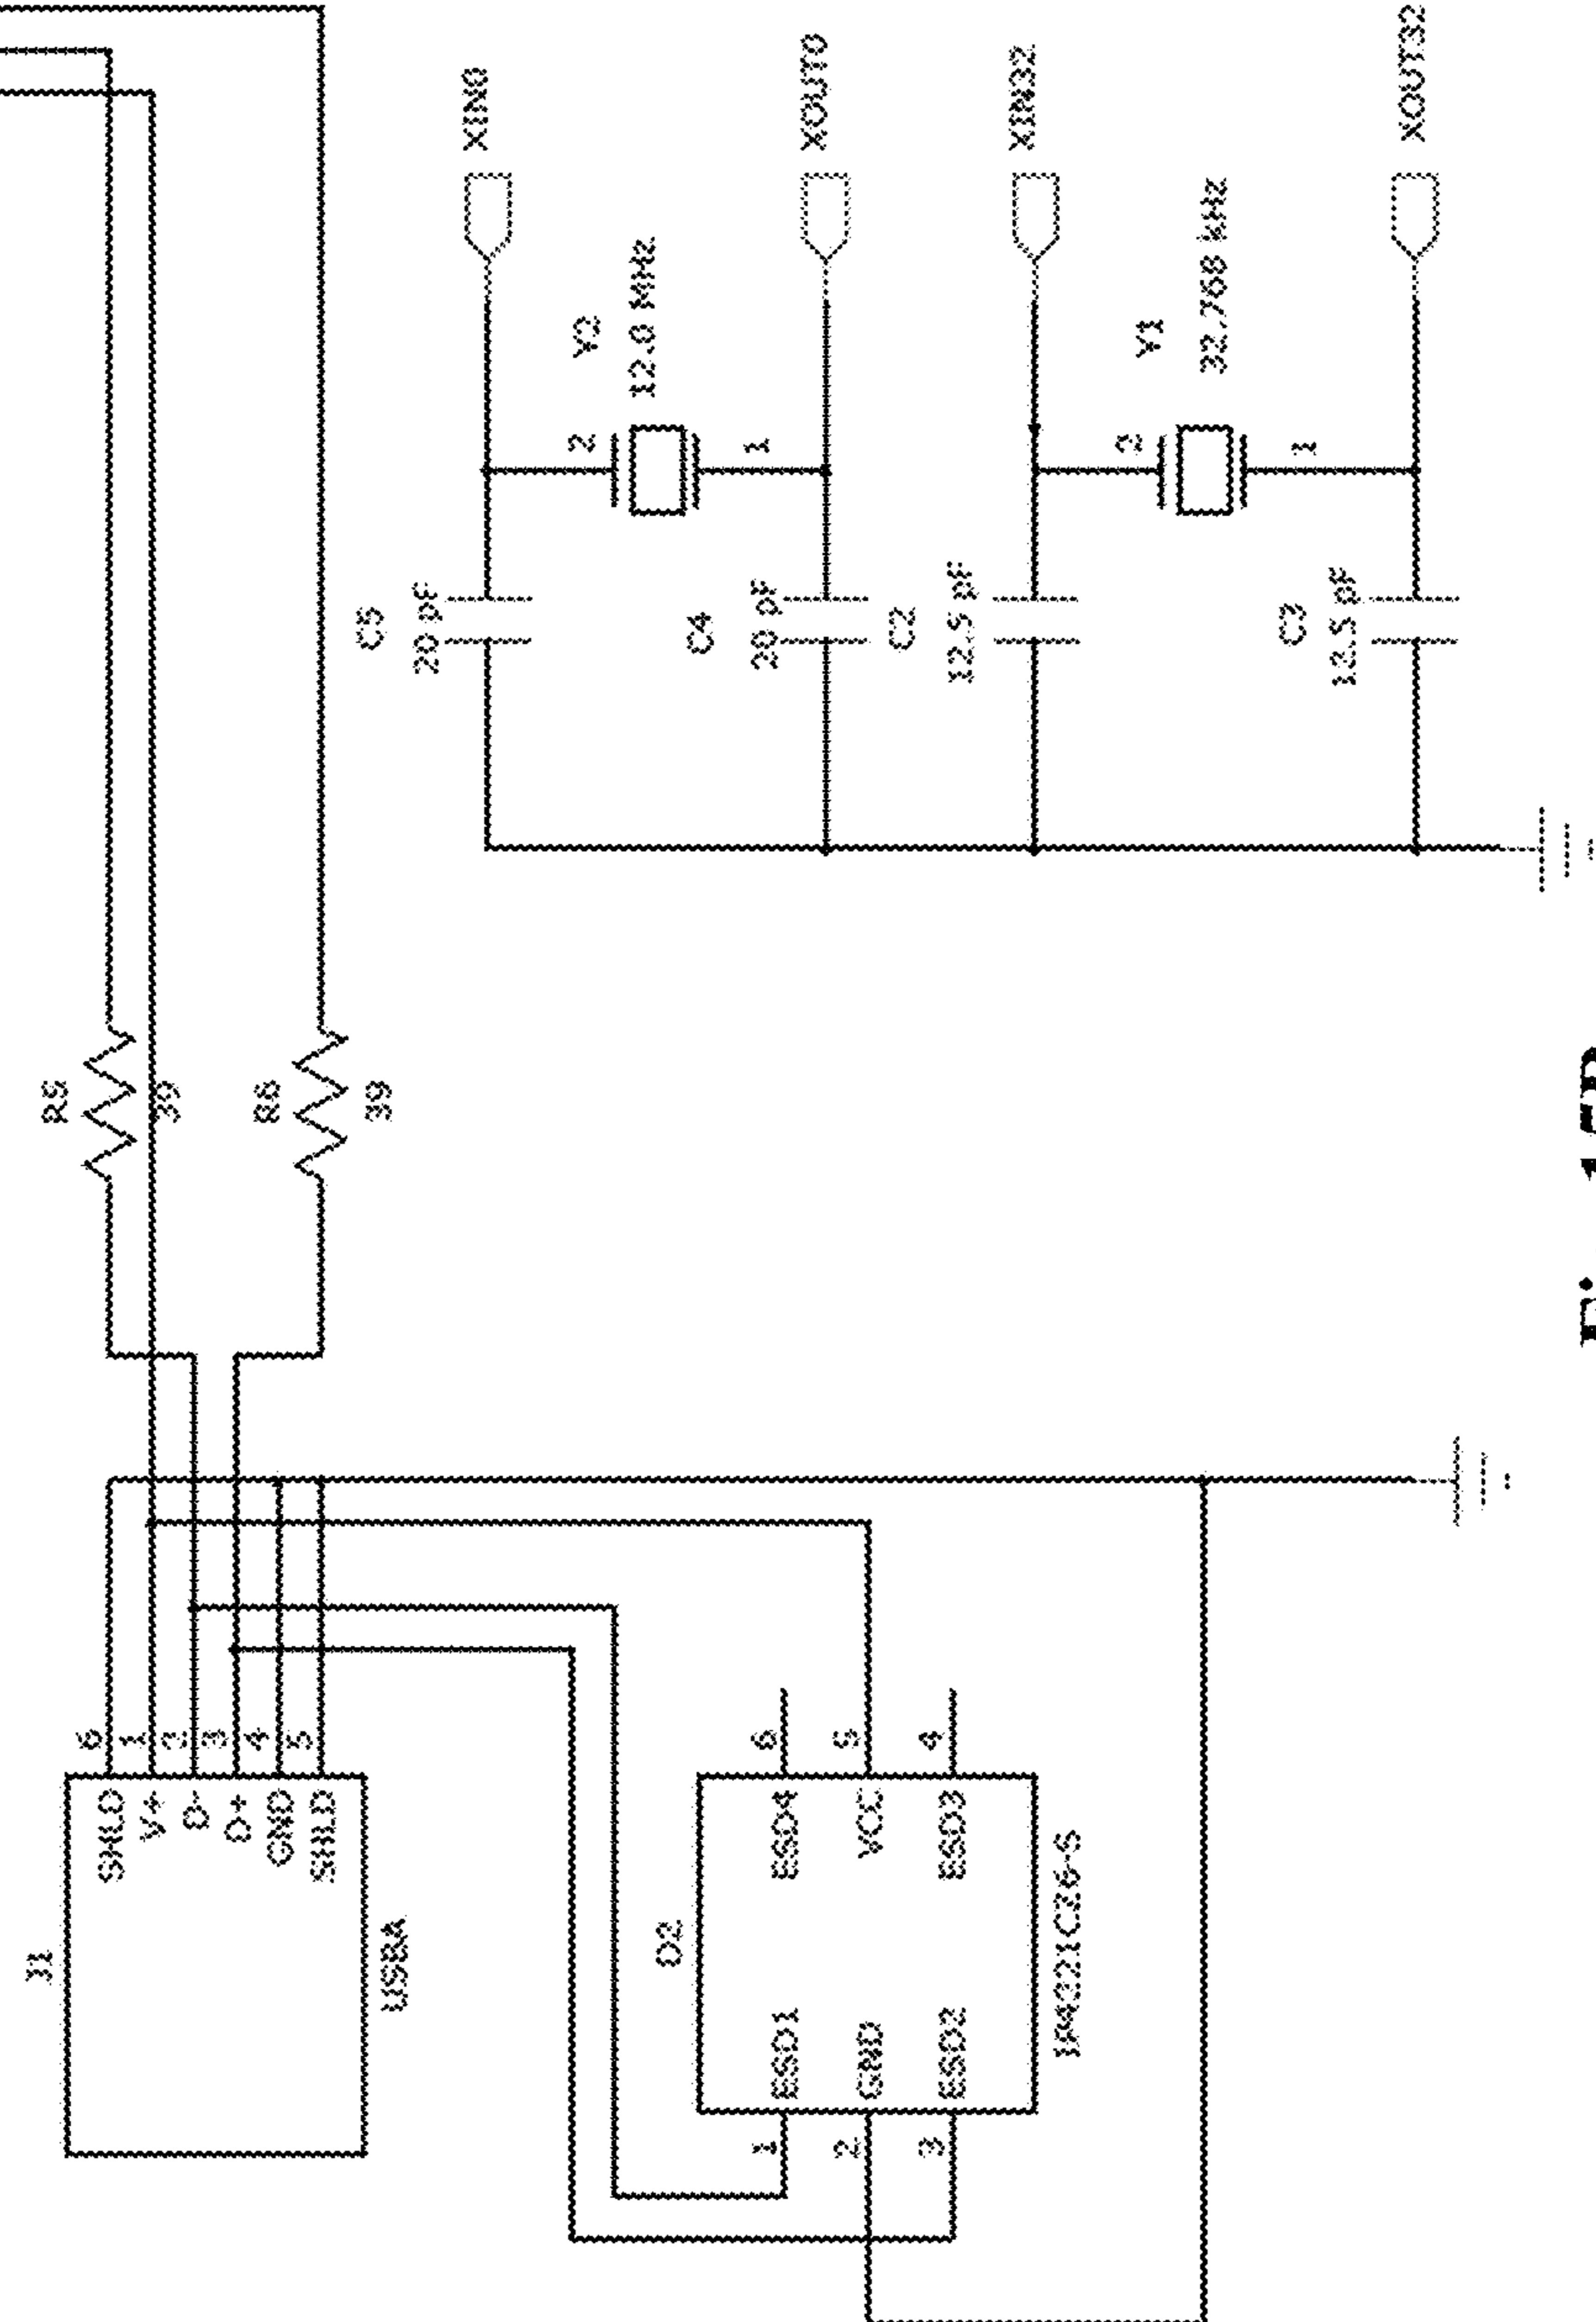 J1
SHLD 6
V+ 1
D- 2
D+ 3
GND 4
SHLD 5
USBA
R5
39
R6
39
C5
20 pF
XIN0
2
Y2
12.0 MHz
1
C4
20 pF
XOUT0
C2
12.5 pF
XIN32
2
Y1
32.768 kHz
1
C3
12.5 pF
XOUT32
D2
1 ESD1
2 GND
3 ESD2
ESD4 6
VCC 5
ESD3 4